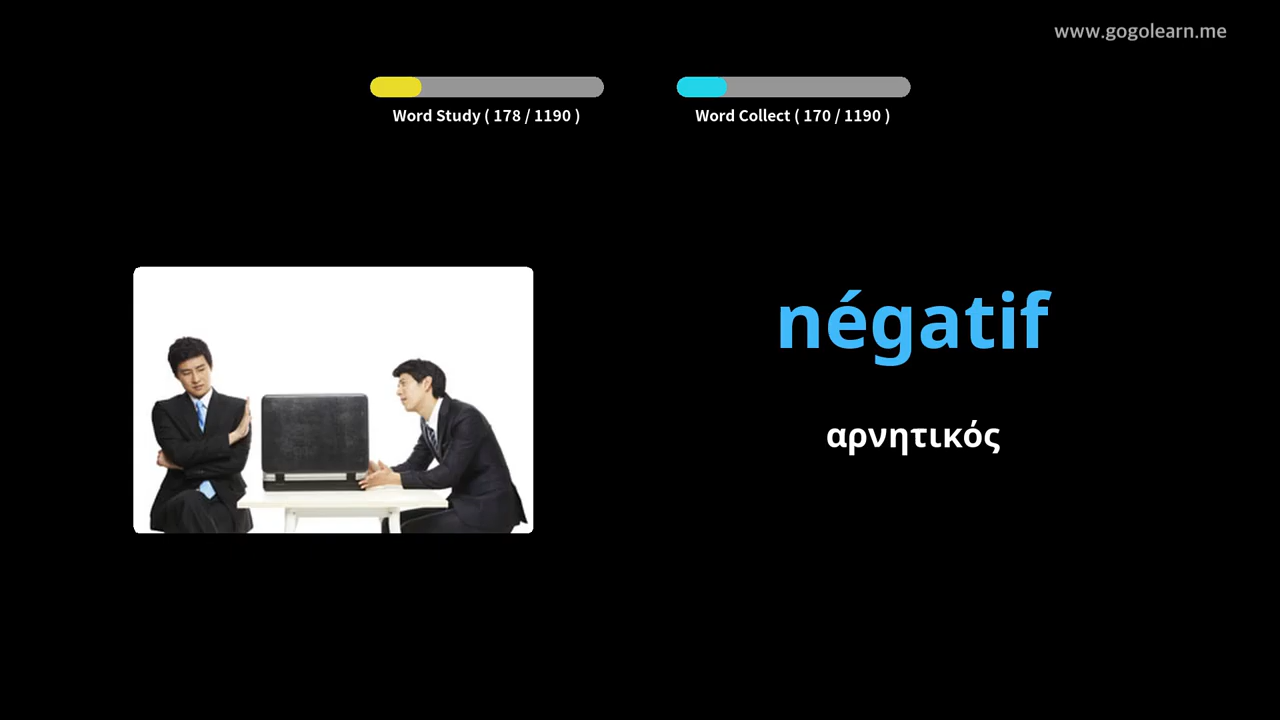 www.gogolearn.me
Word Study ( 178 / 1190 )
Word Collect ( 170 / 1190 )
négatif
αρνητικός